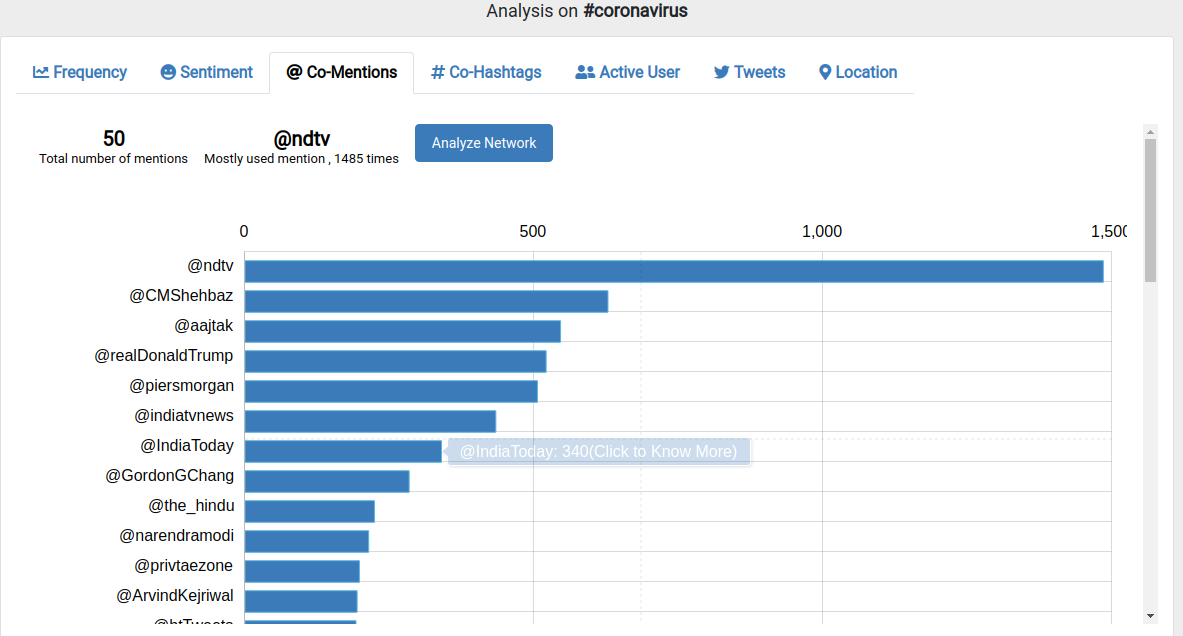 Analysis on #coronavirus
Frequency Sentiment @ Co-Mentions # Co-Hashtags Active User Tweets Location
50 @ndtv Analyze Network
Total number of mentions Mostly used mention , 1485 times
0 500 1,000 1,500
@ndtv
@CMShehbaz
@aajtak
@realDonaldTrump
@piersmorgan
@indiatvnews
@IndiaToday @IndiaToday: 340(Click to Know More)
@GordonGChang
@the_hindu
@narendramodi
@privtaezone
@ArvindKejriwal
@htTweets